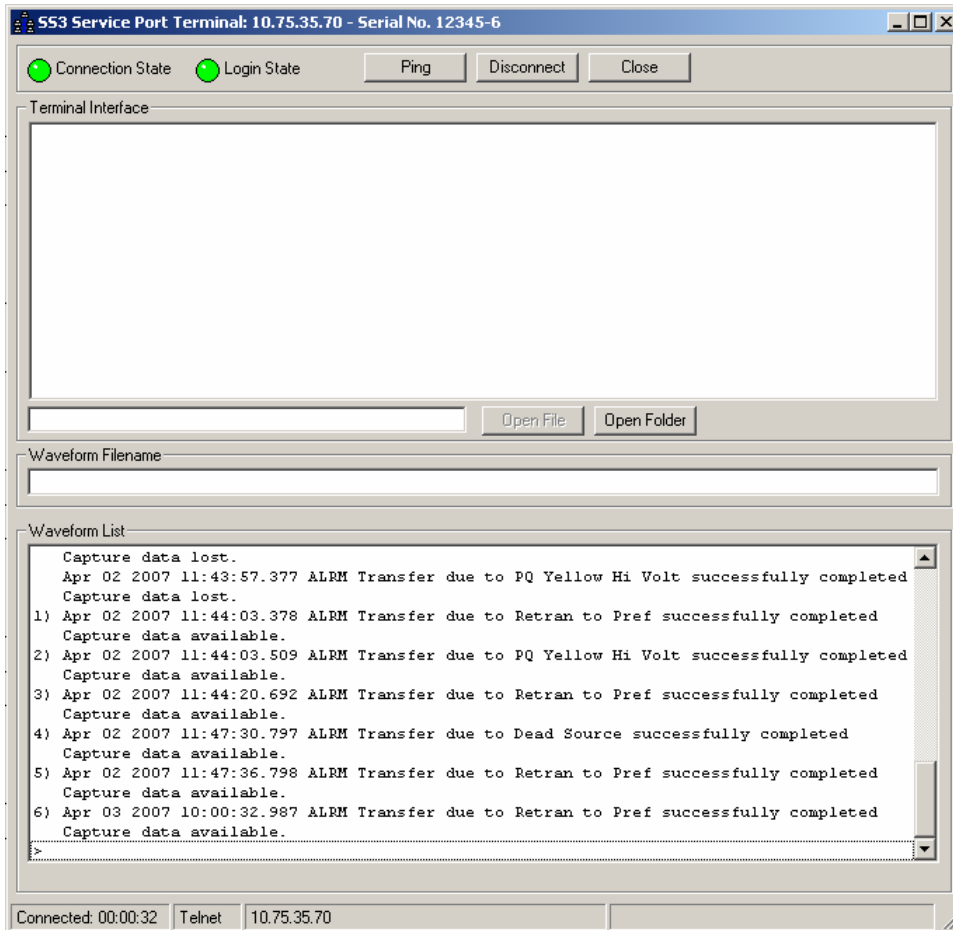 SS3 Service Port Terminal: 10.75.35.70 - Serial No. 12345-6
Connection State Login State Ping Disconnect Close
Terminal Interface
Open File Open Folder
Waveform Filename
Waveform List
Capture data lost.
Apr 02 2007 11:43:57.377 ALRM Transfer due to PQ Yellow Hi Volt successfully completed
Capture data lost.
1) Apr 02 2007 11:44:03.378 ALRM Transfer due to Retran to Pref successfully completed
Capture data available.
2) Apr 02 2007 11:44:03.509 ALRM Transfer due to PQ Yellow Hi Volt successfully completed
Capture data available.
3) Apr 02 2007 11:44:20.692 ALRM Transfer due to Retran to Pref successfully completed
Capture data available.
4) Apr 02 2007 11:47:30.797 ALRM Transfer due to Dead Source successfully completed
Capture data available.
5) Apr 02 2007 11:47:36.798 ALRM Transfer due to Retran to Pref successfully completed
Capture data available.
6) Apr 03 2007 10:00:32.987 ALRM Transfer due to Retran to Pref successfully completed
Capture data available.
>
Connected: 00:00:32 Telnet 10.75.35.70